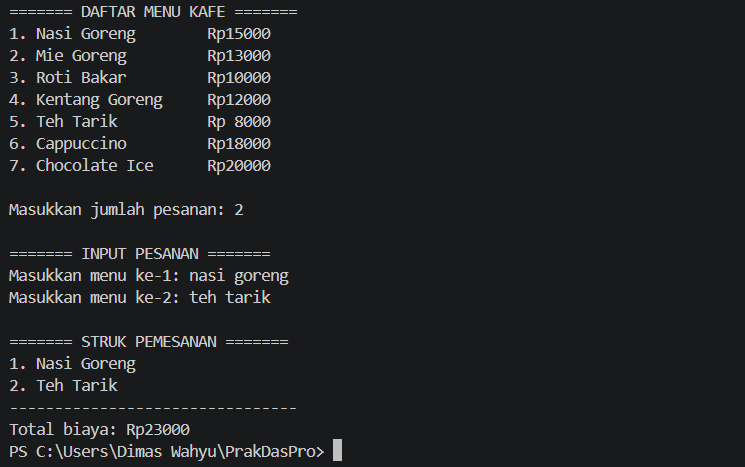 ======= DAFTAR MENU KAFE =======
1. Nasi Goreng        Rp15000
2. Mie Goreng         Rp13000
3. Roti Bakar         Rp10000
4. Kentang Goreng     Rp12000
5. Teh Tarik          Rp 8000
6. Cappuccino         Rp18000
7. Chocolate Ice      Rp20000

Masukkan jumlah pesanan: 2

======= INPUT PESANAN =======
Masukkan menu ke-1: nasi goreng
Masukkan menu ke-2: teh tarik

======= STRUK PEMESANAN =======
1. Nasi Goreng
2. Teh Tarik
--------------------------------
Total biaya: Rp23000
PS C:\Users\Dimas Wahyu\PrakDasPro>